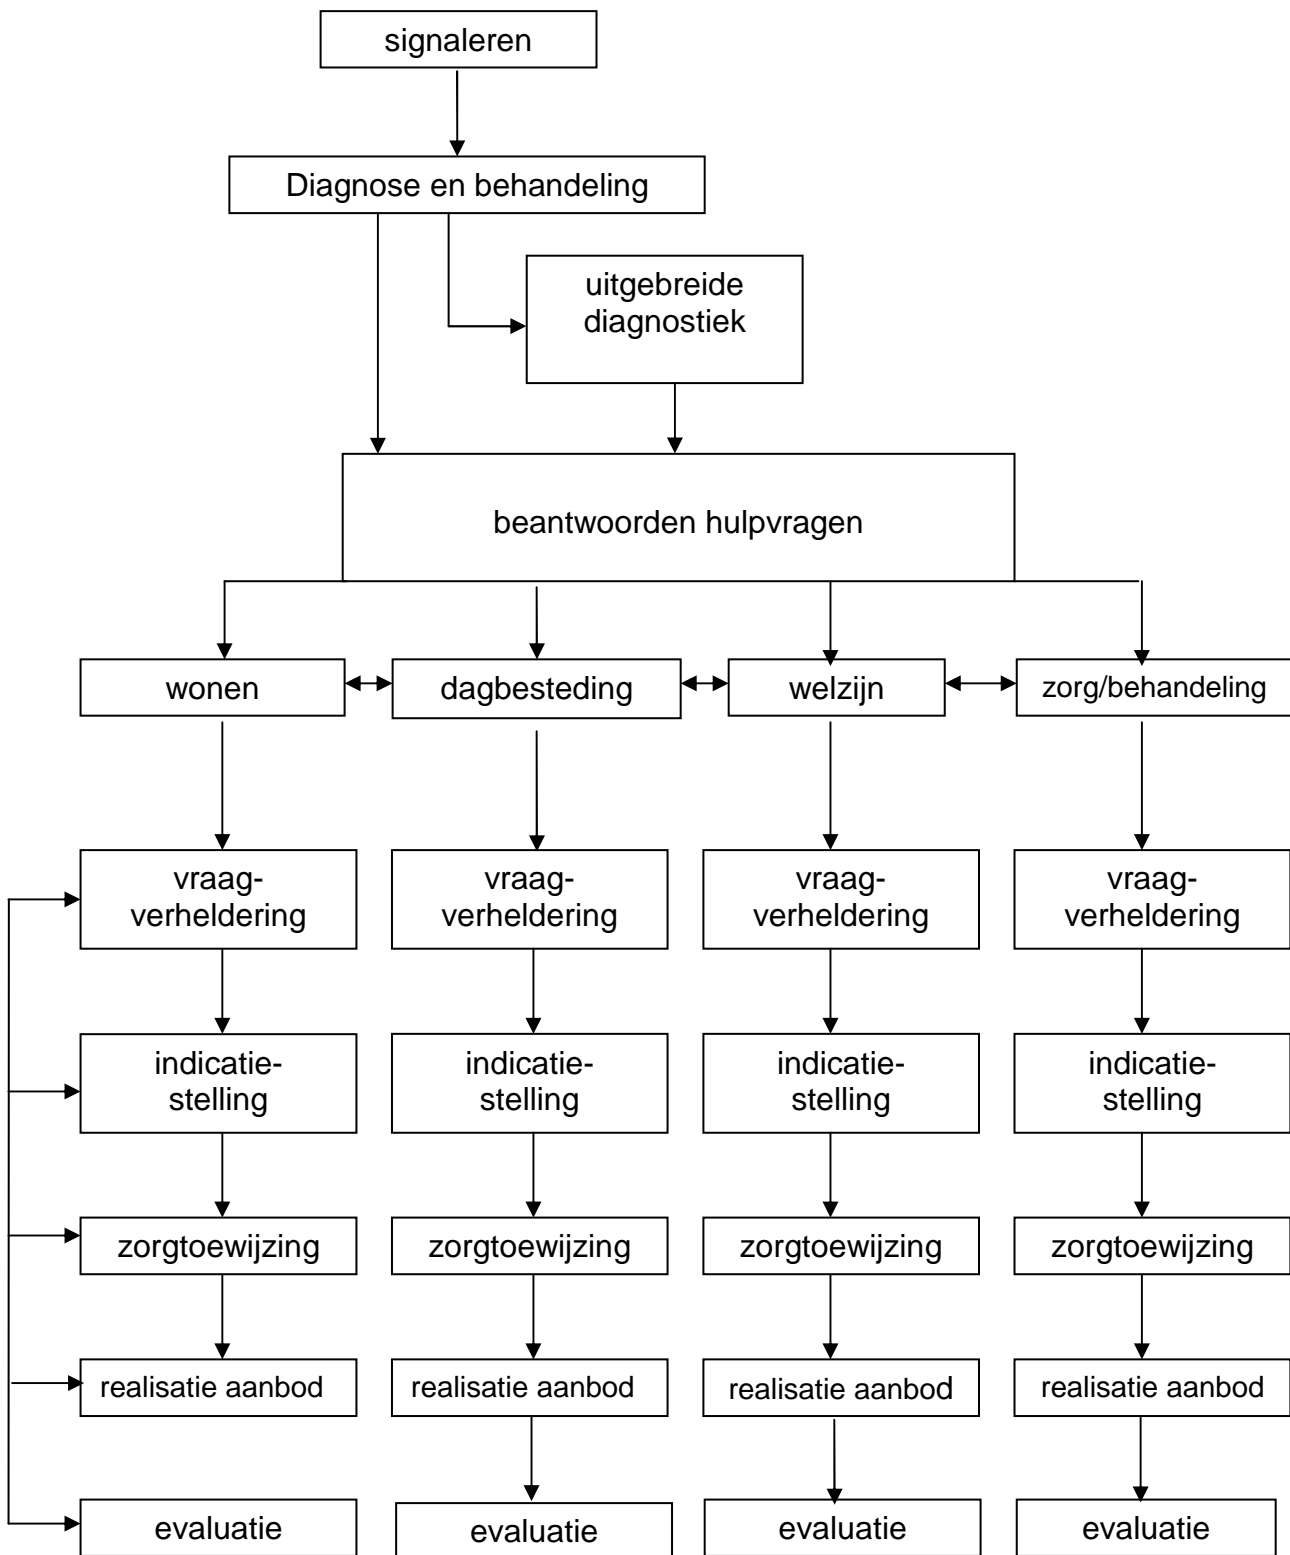 signaleren
Diagnose en behandeling
uitgebreide
diagnostiek
beantwoorden hulpvragen
wonen
dagbesteding
welzijn
zorg/behandeling
vraag-
verheldering
vraag-
verheldering
vraag-
verheldering
vraag-
verheldering
indicatie-
stelling
indicatie-
stelling
indicatie-
stelling
indicatie-
stelling
zorgtoewijzing
zorgtoewijzing
zorgtoewijzing
zorgtoewijzing
realisatie aanbod
realisatie aanbod
realisatie aanbod
realisatie aanbod
evaluatie
evaluatie
evaluatie
evaluatie